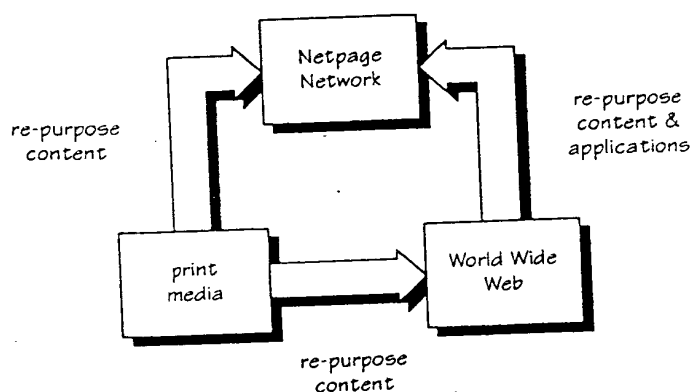 Netpage
Network
re-purpose
content
re-purpose
content &
applications
print
media
World Wide
Web
re-purpose
content